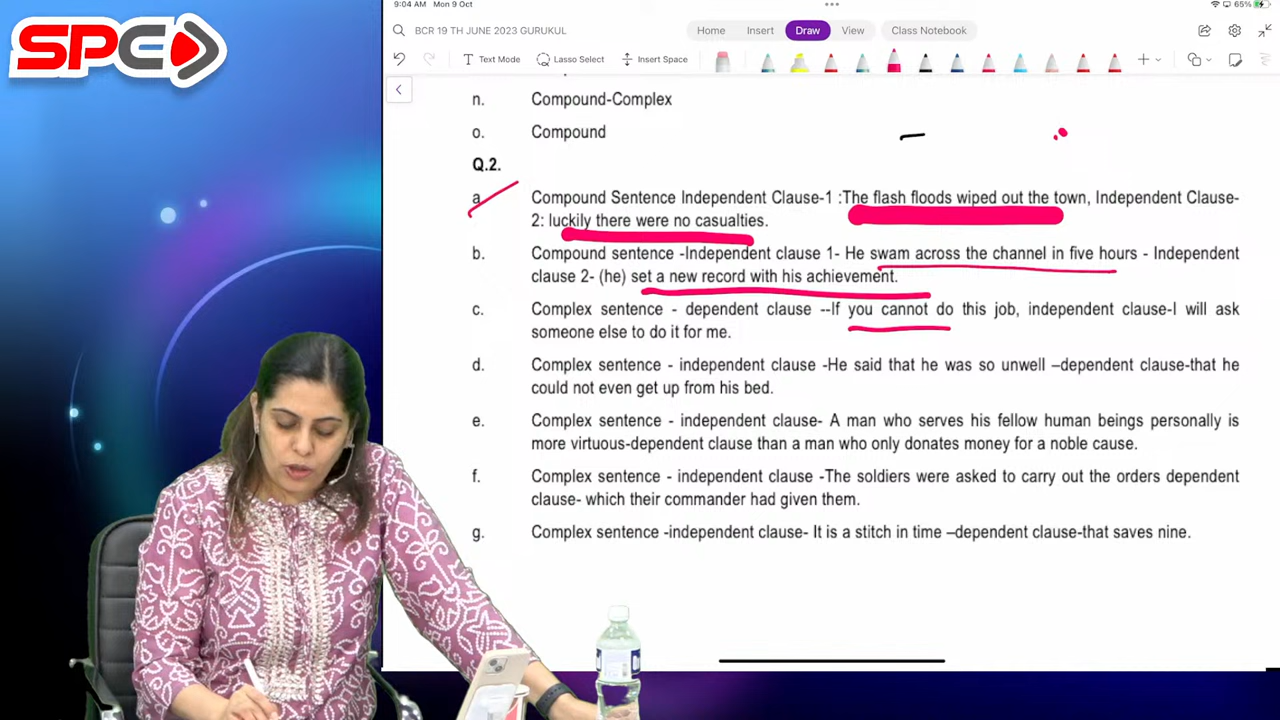 SPC
9:04 AM Mon 9 Oct
65%
BCR 19 TH JUNE 2023 GURUKUL
Home Insert Draw View Class Notebook
Text Mode Lasso Select Insert Space
n. Compound-Complex
o. Compound
Q.2.
a Compound Sentence Independent Clause-1 :The flash floods wiped out the town, Independent Clause-
2: luckily there were no casualties.
b. Compound sentence -Independent clause 1- He swam across the channel in five hours - Independent
clause 2- (he) set a new record with his achievement.
c. Complex sentence - dependent clause --If you cannot do this job, independent clause-I will ask
someone else to do it for me.
d. Complex sentence - independent clause -He said that he was so unwell –dependent clause-that he
could not even get up from his bed.
e. Complex sentence - independent clause- A man who serves his fellow human beings personally is
more virtuous-dependent clause than a man who only donates money for a noble cause.
f. Complex sentence - independent clause -The soldiers were asked to carry out the orders dependent
clause- which their commander had given them.
g. Complex sentence -independent clause- It is a stitch in time –dependent clause-that saves nine.